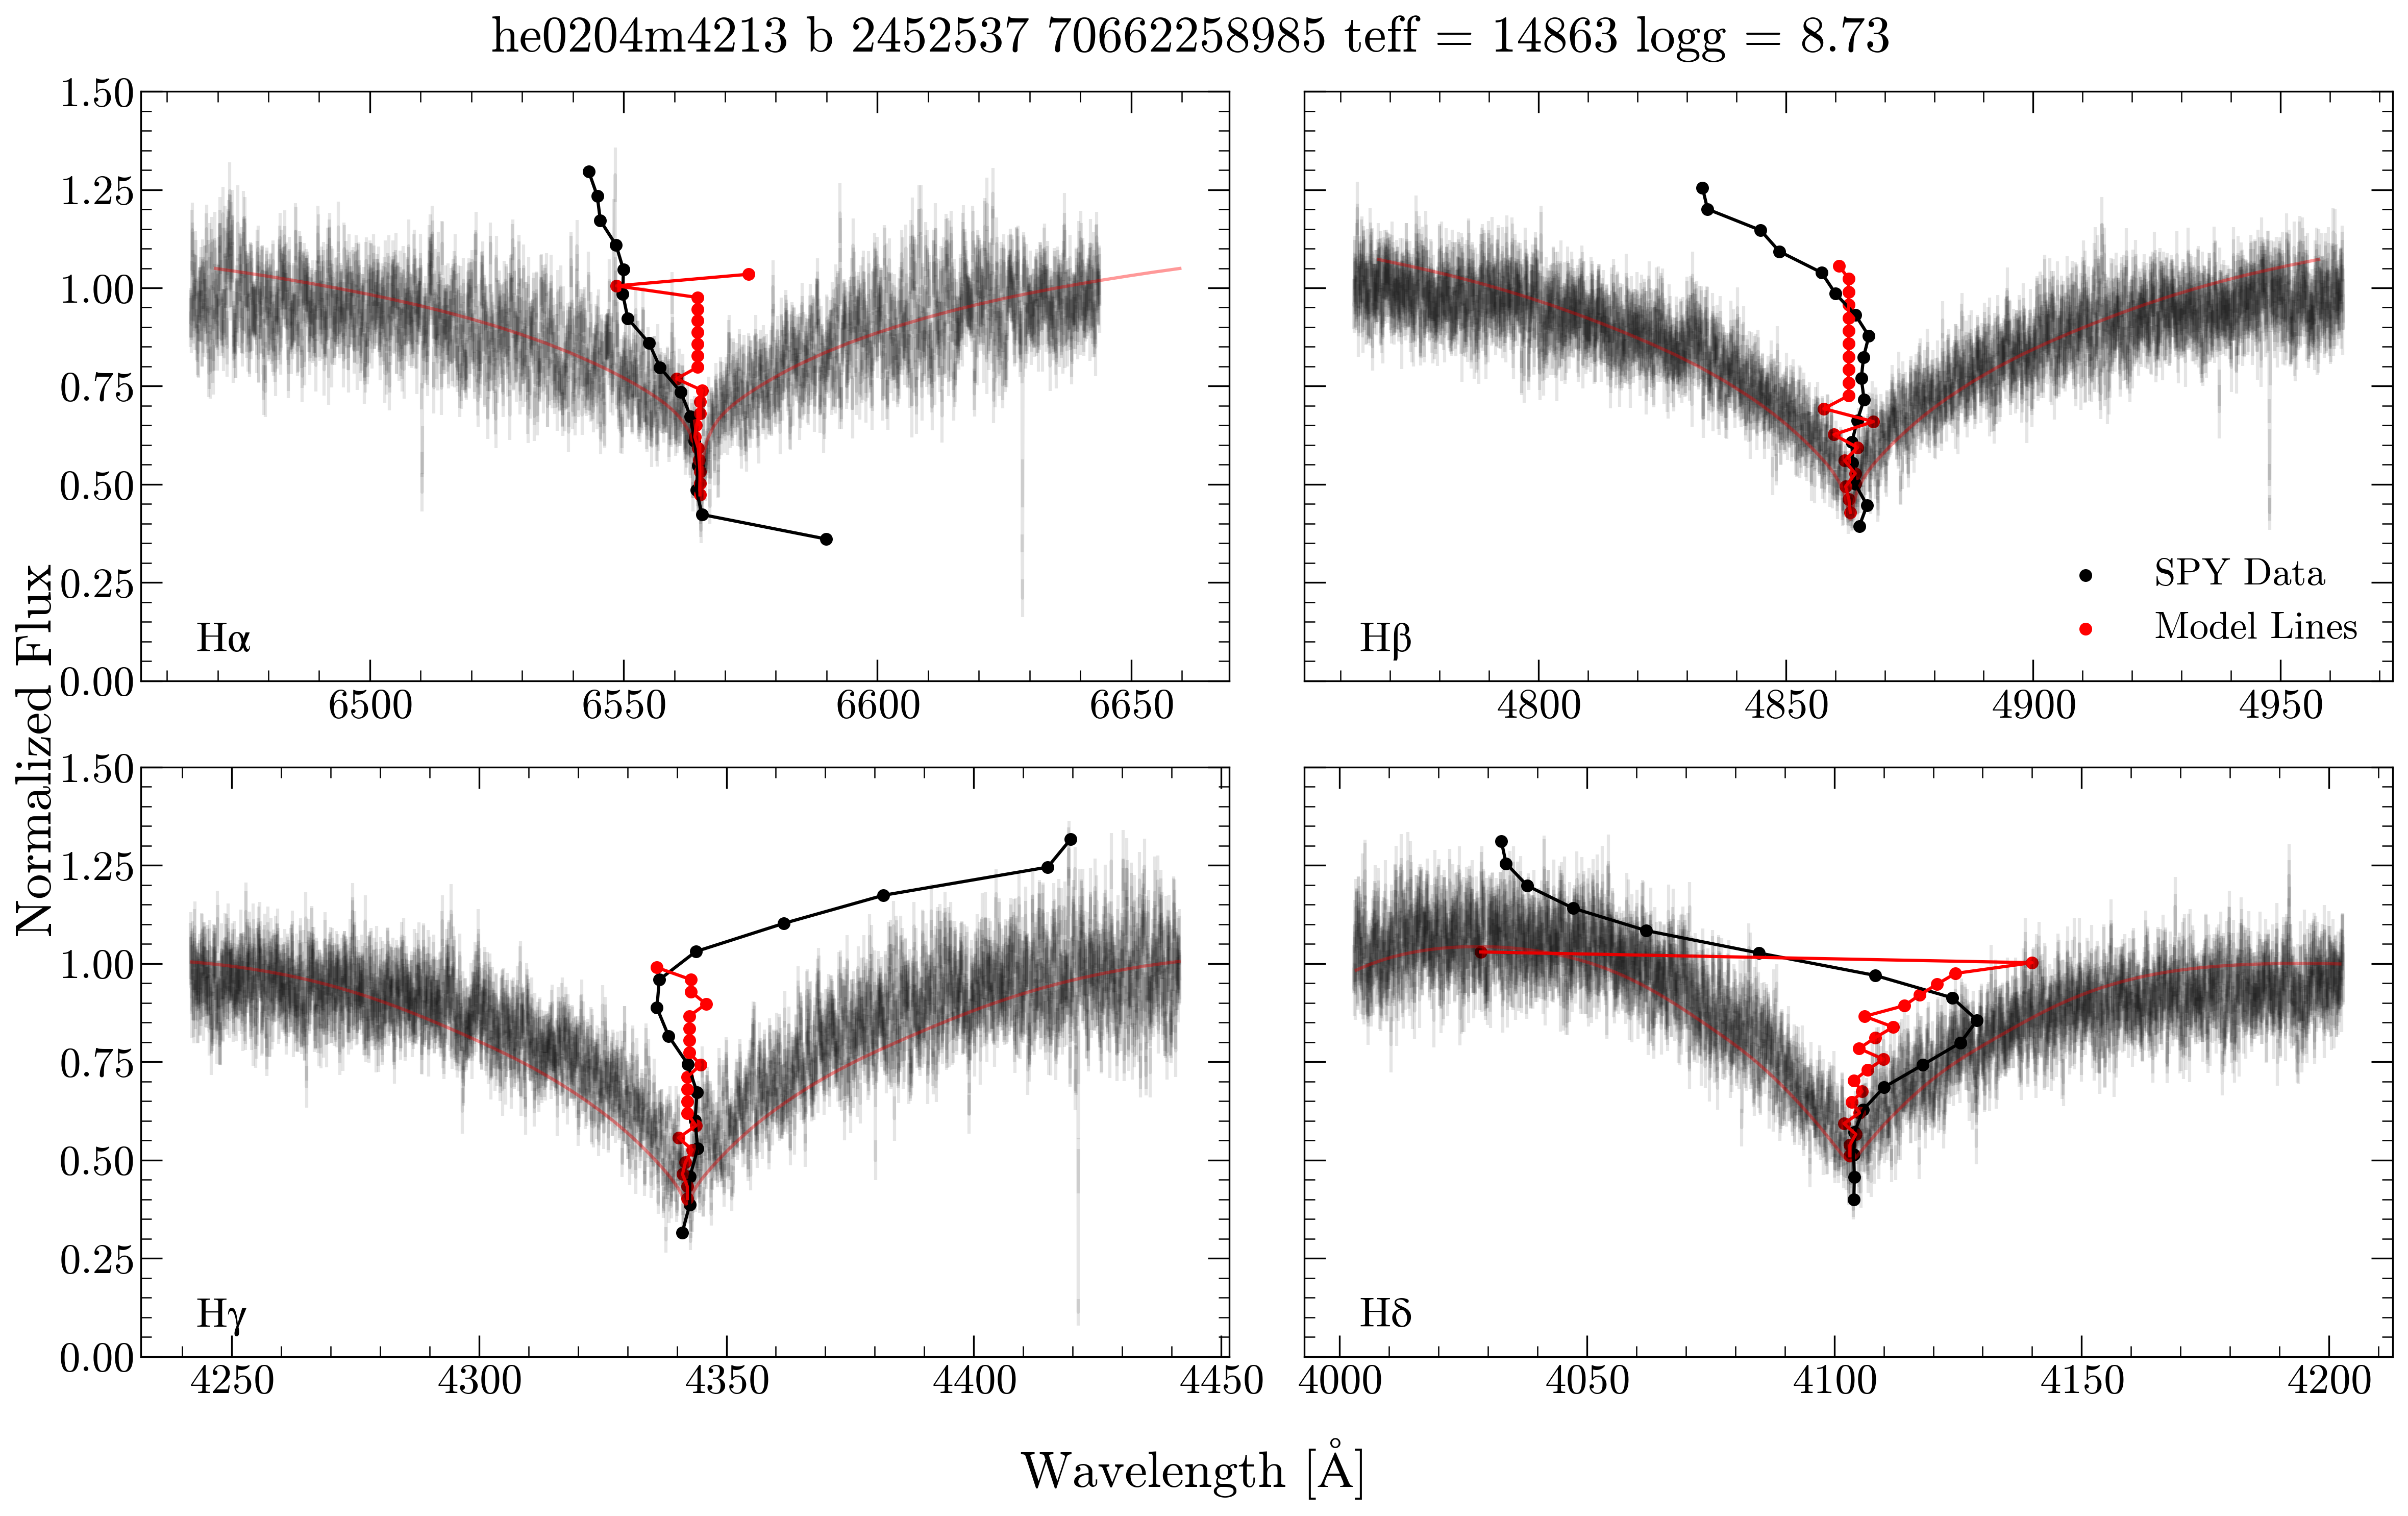 he0204m4213 b 2452537 70662258985 teff = 14863 logg = 8.73
1.50
1.25
1.00
0.75
0.50
0.25
0.00
Hα
6500 6550 6600 6650
Hβ
SPY Data
Model Lines
4800 4850 4900 4950
Normalized Flux
1.50
1.25
1.00
0.75
0.50
0.25
0.00
Hγ
4250 4300 4350 4400 4450
Hδ
4000 4050 4100 4150 4200
Wavelength [Å]